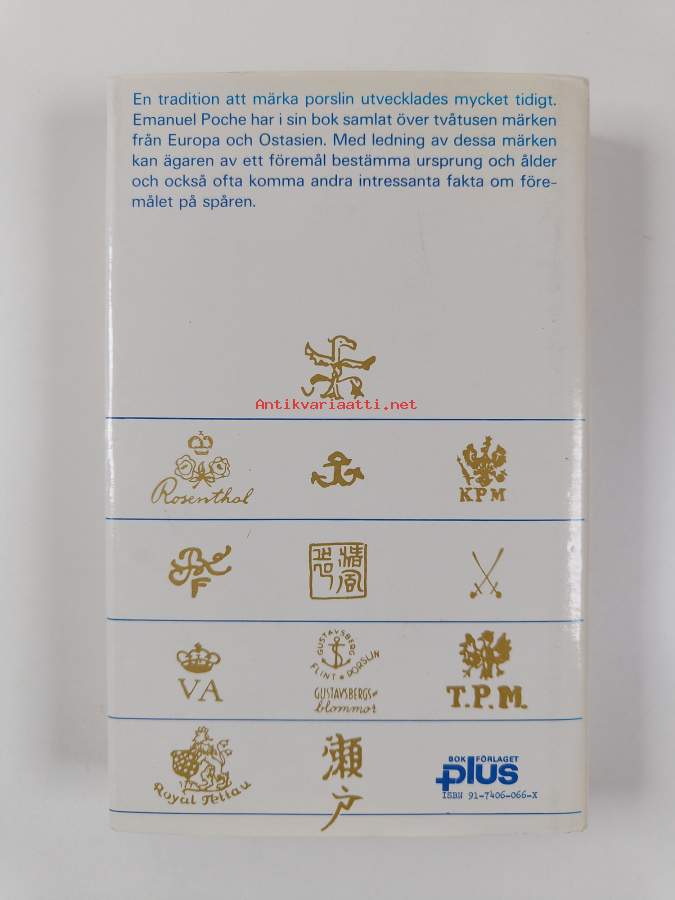 En tradition att märka porslin utvecklades mycket tidigt.
Emanuel Poche har i sin bok samlat över tvåtusen märken
från Europa och Ostasien. Med ledning av dessa märken
kan ägaren av ett föremål bestämma ursprung och ålder
och också ofta komma andra intressanta fakta om före-
målet på spåren.
Antikvariaatti.net
Rosenthal
KPM
F
VA
GUSTAVSBERG
FLINT PORSLIN
GUSTAVSBERGS
blommor
T.P.M.
Royal Tettau
瀬戸
BOK FÖRLAGET
plus
ISBN 91-7406-066-X